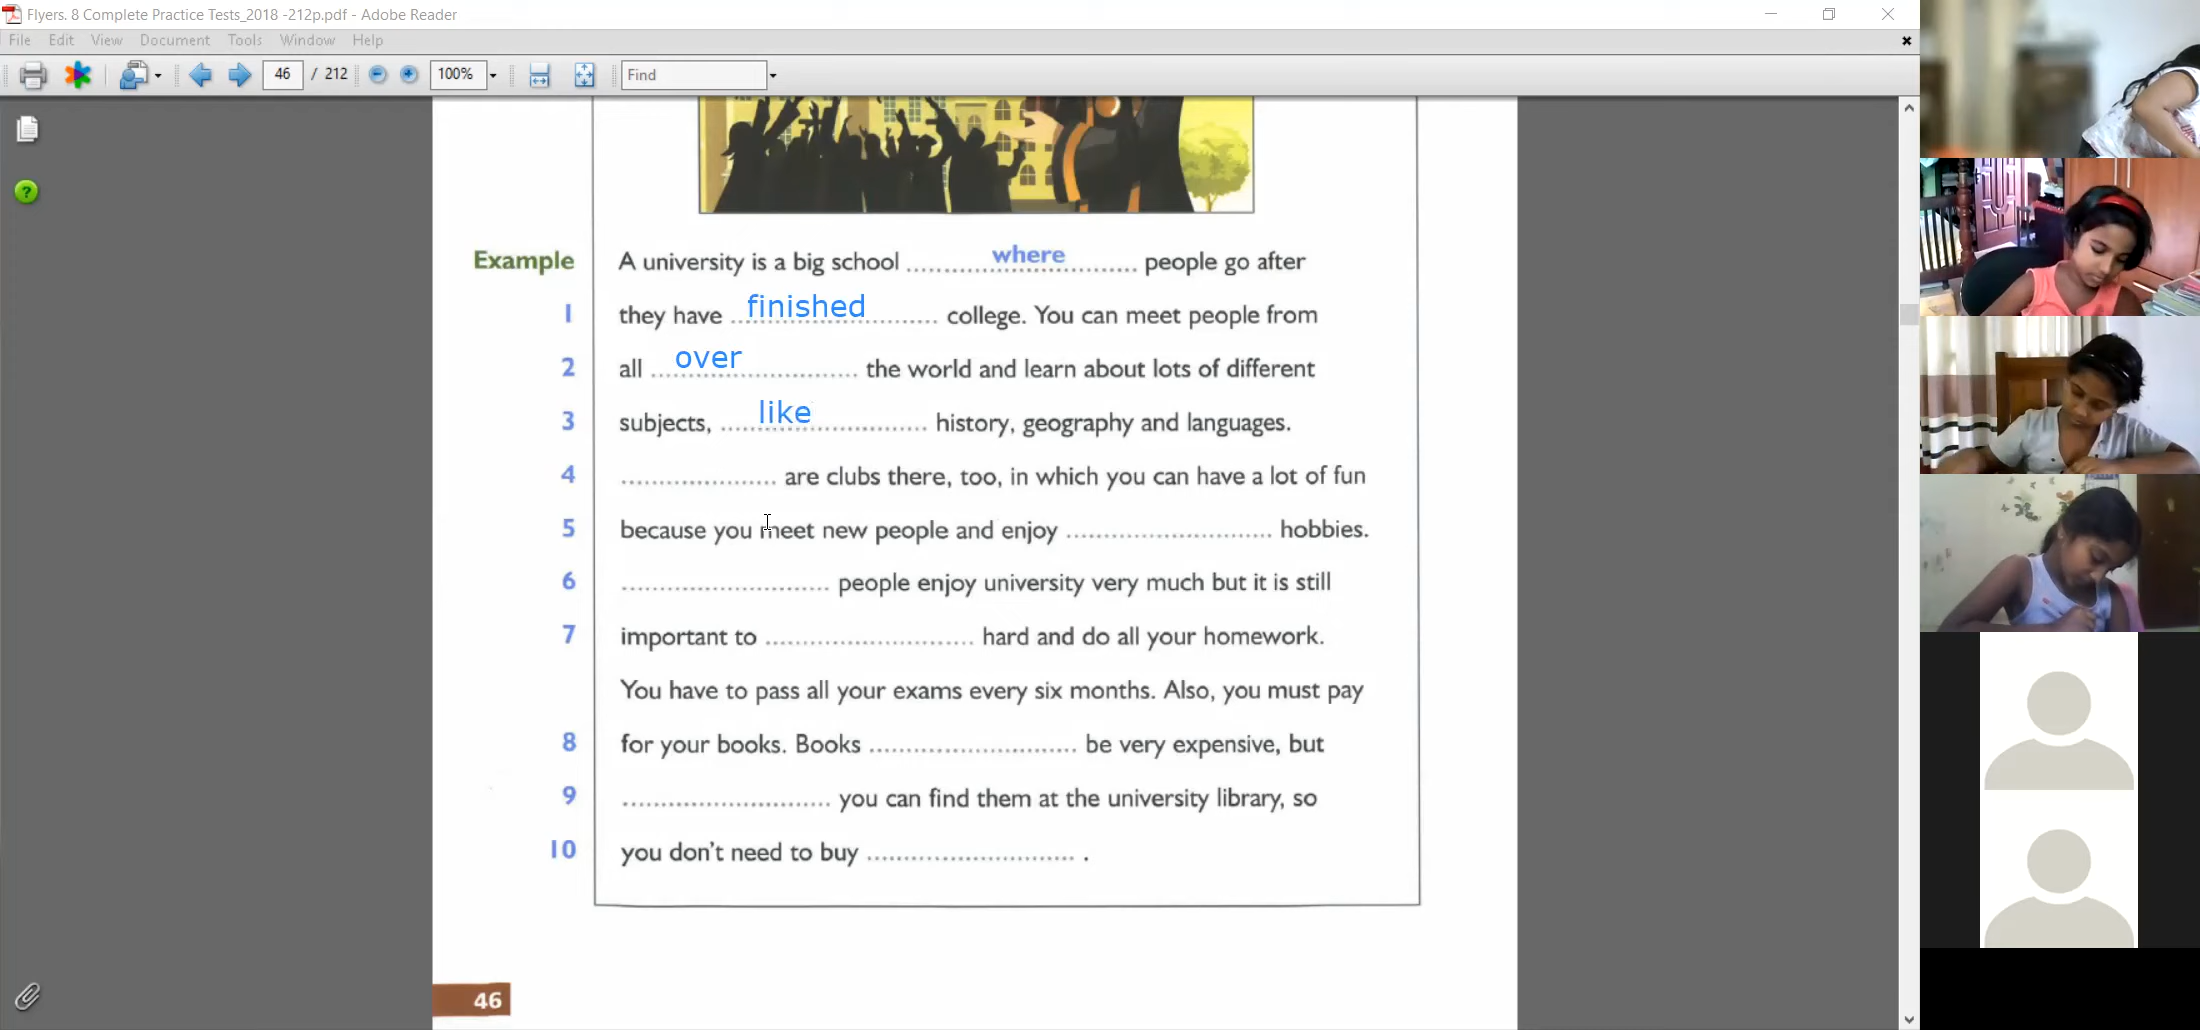 Flyers. 8 Complete Practice Tests_2018 -212p.pdf - Adobe Reader
File Edit View Document Tools Window Help
46 / 212 100% Find
Example A university is a big school where people go after
1 they have finished college. You can meet people from
2 all over the world and learn about lots of different
3 subjects, like history, geography and languages.
4 .................... are clubs there, too, in which you can have a lot of fun
5 because you meet new people and enjoy .................... hobbies.
6 .................... people enjoy university very much but it is still
7 important to .................... hard and do all your homework.
You have to pass all your exams every six months. Also, you must pay
8 for your books. Books .................... be very expensive, but
9 .................... you can find them at the university library, so
10 you don't need to buy .................... .
46